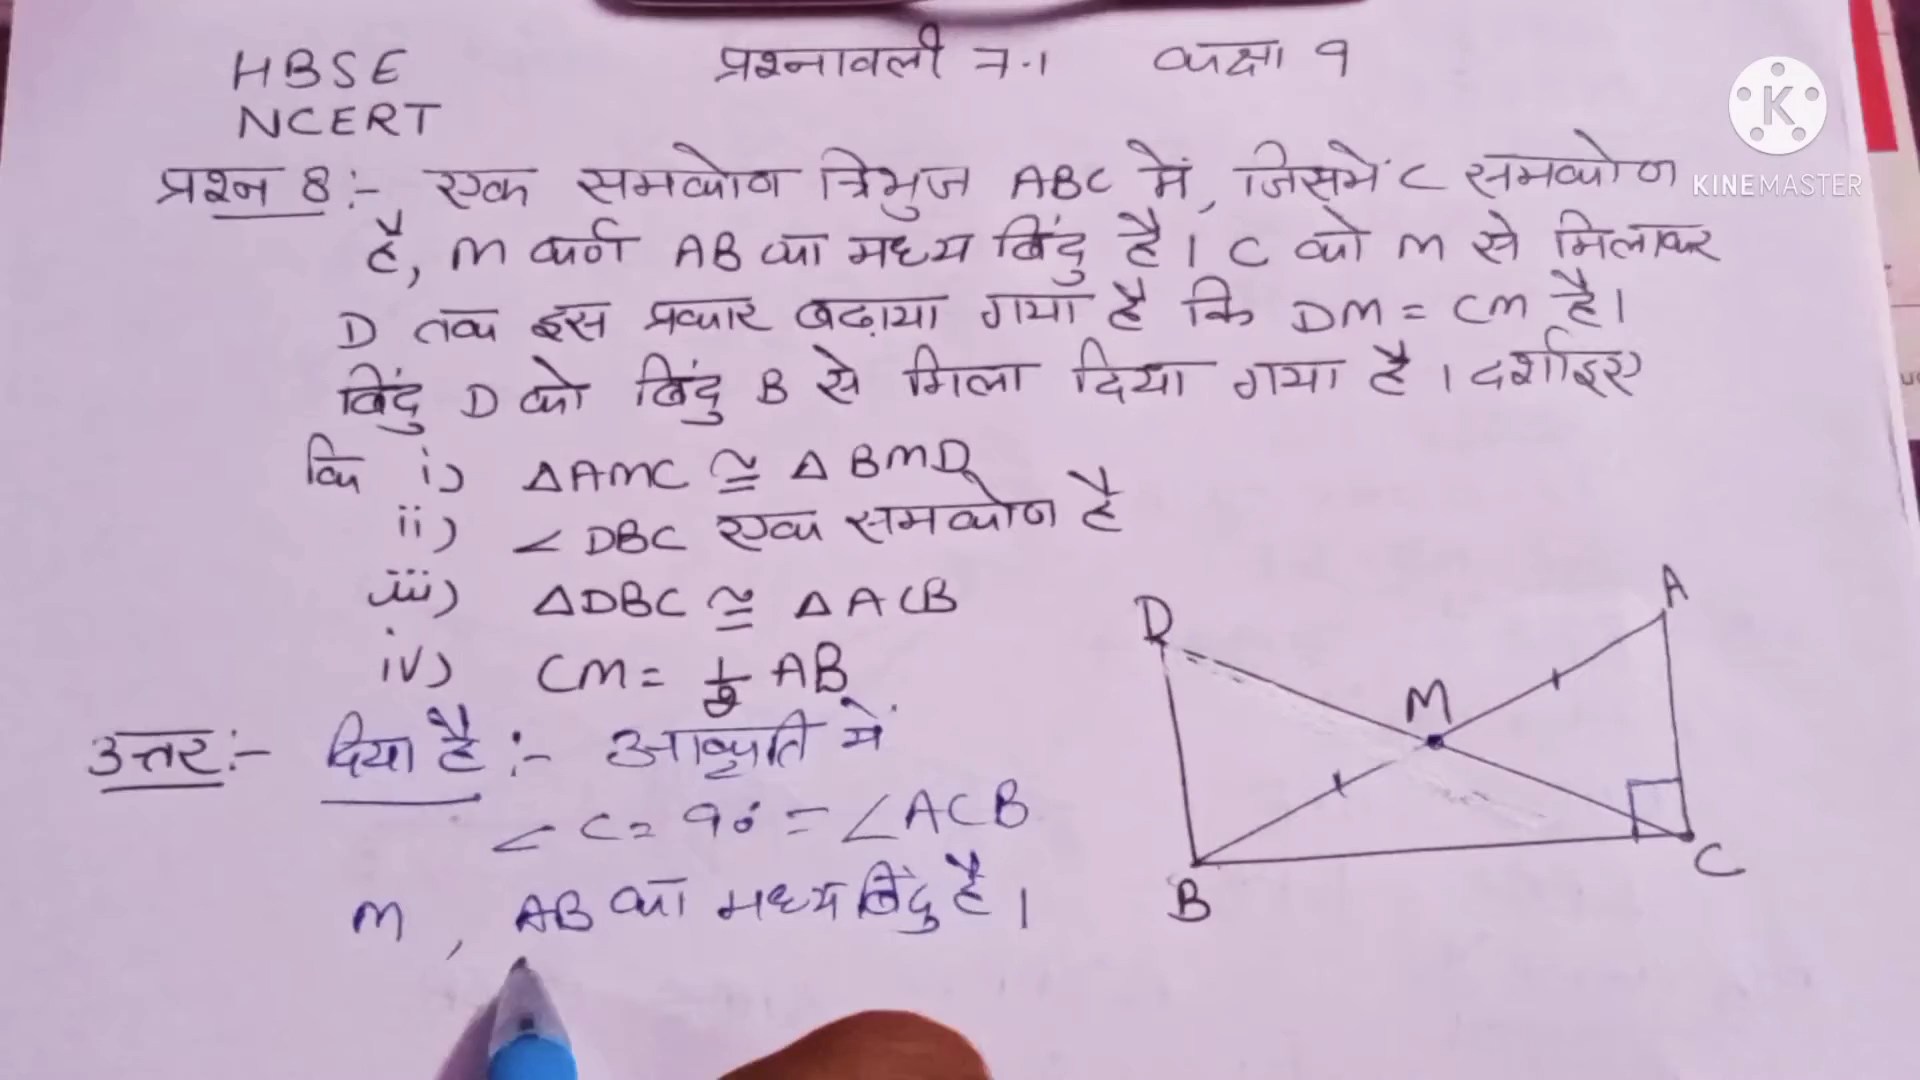 HBSE प्रश्नावली 7.1 कक्षा 9
NCERT
K
KINEMASTER
प्रश्न 8:- एक समकोण त्रिभुज ABC में, जिसमें C समकोण
है, M कर्ण AB का मध्य बिंदु है। C को M से मिलाकर
D तक इस प्रकार बढ़ाया गया है कि DM = CM है।
बिंदु D को बिंदु B से मिला दिया गया है। दर्शाइए
कि i) ΔAMC ≅ ΔBMD
ii) ∠DBC एक समकोण है
iii) ΔDBC ≅ ΔACB
iv) CM = 1/2 AB
उत्तर:- दिया है :- आकृति में
∠C = 90° = ∠ACB
M, AB का मध्य बिंदु है।
D A
M
B C